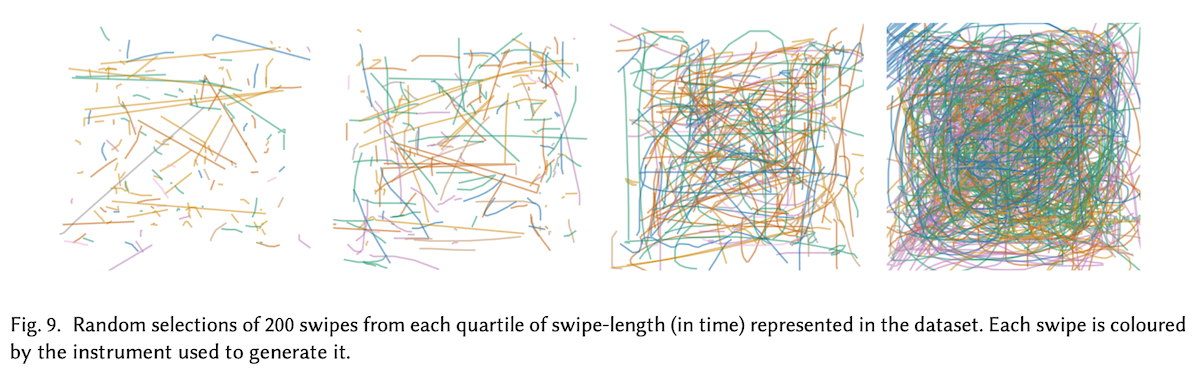 Fig. 9. Random selections of 200 swipes from each quartile of swipe-length (in time) represented in the dataset. Each swipe is coloured
by the instrument used to generate it.